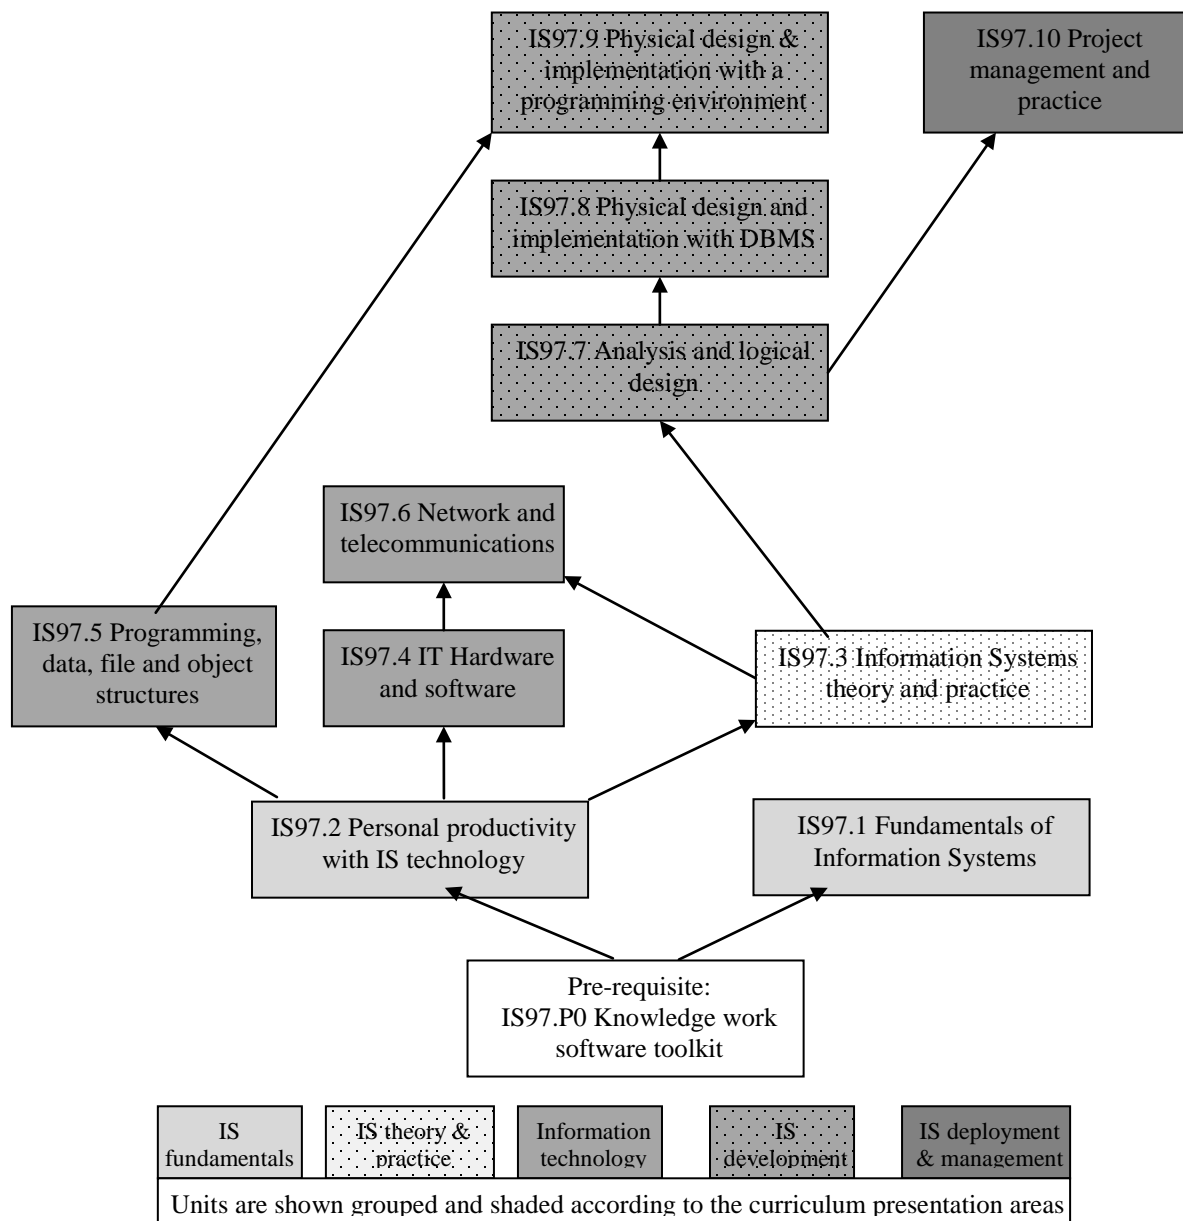 IS97.9 Physical design &
implementation with a
programming environment
IS97.10 Project
management and
practice
IS97.8 Physical design and
implementation with DBMS
IS97.7 Analysis and logical
design
IS97.6 Network and
telecommunications
IS97.5 Programming,
data, file and object
structures
IS97.4 IT Hardware
and software
IS97.3 Information Systems
theory and practice
IS97.2 Personal productivity
with IS technology
IS97.1 Fundamentals of
Information Systems
Pre-requisite:
IS97.P0 Knowledge work
software toolkit
IS
fundamentals
IS theory &
practice
Information
technology
IS
development
IS deployment
& management
Units are shown grouped and shaded according to the curriculum presentation areas